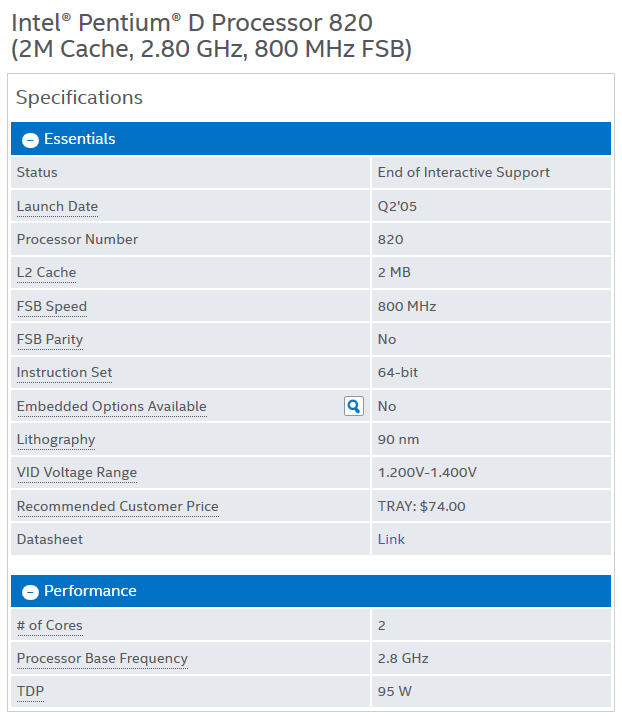 Intel® Pentium® D Processor 820
(2M Cache, 2.80 GHz, 800 MHz FSB)
Specifications
Essentials
Status End of Interactive Support
Launch Date Q2'05
Processor Number 820
L2 Cache 2 MB
FSB Speed 800 MHz
FSB Parity No
Instruction Set 64-bit
Embedded Options Available No
Lithography 90 nm
VID Voltage Range 1.200V-1.400V
Recommended Customer Price TRAY: $74.00
Datasheet Link
Performance
# of Cores 2
Processor Base Frequency 2.8 GHz
TDP 95 W